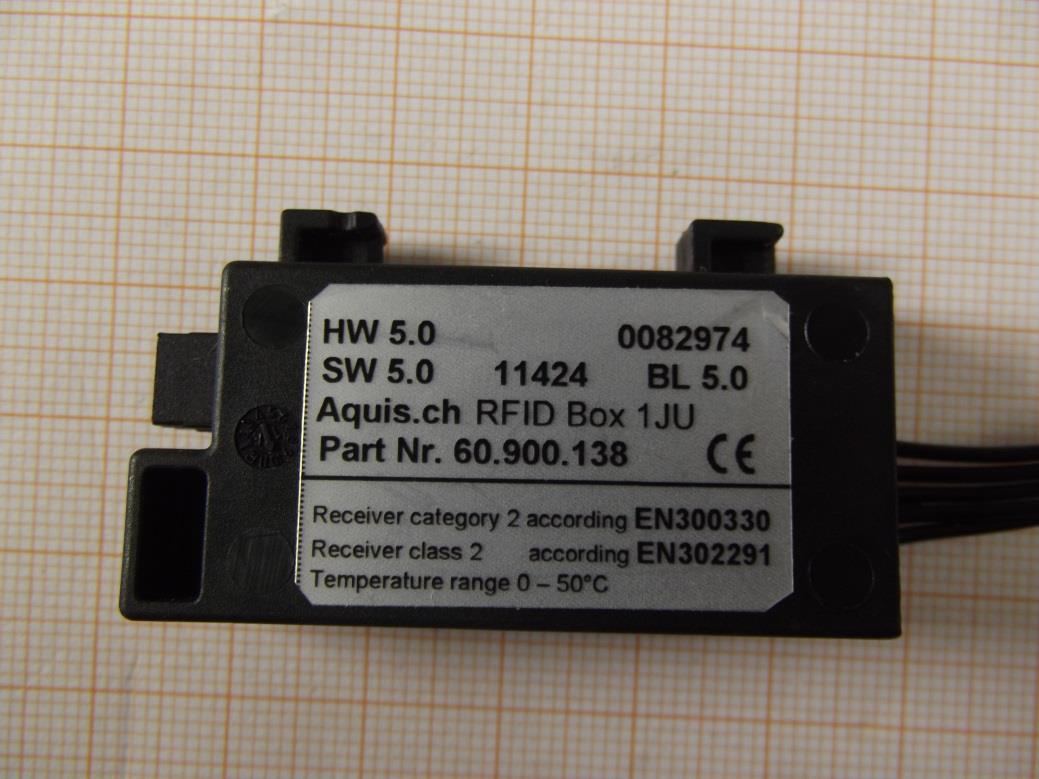 HW 5.0 0082974
SW 5.0 11424 BL 5.0
Aquis.ch RFID Box 1JU
Part Nr. 60.900.138 CE
Receiver category 2 according EN300330
Receiver class 2 according EN302291
Temperature range 0 – 50°C